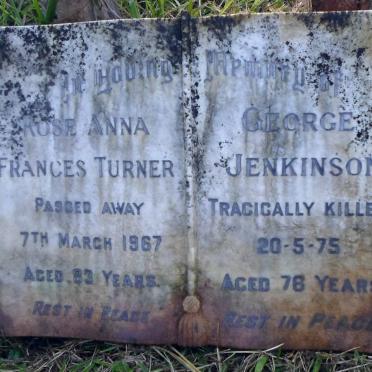 In Loving Memory of
ROSE ANNA
FRANCES TURNER
PASSED AWAY
7TH MARCH 1967
AGED 83 YEARS.
REST IN PEACE
GEORGE
JENKINSON
TRAGICALLY KILLE
20-5-75
AGED 76 YEARS
REST IN PEACE